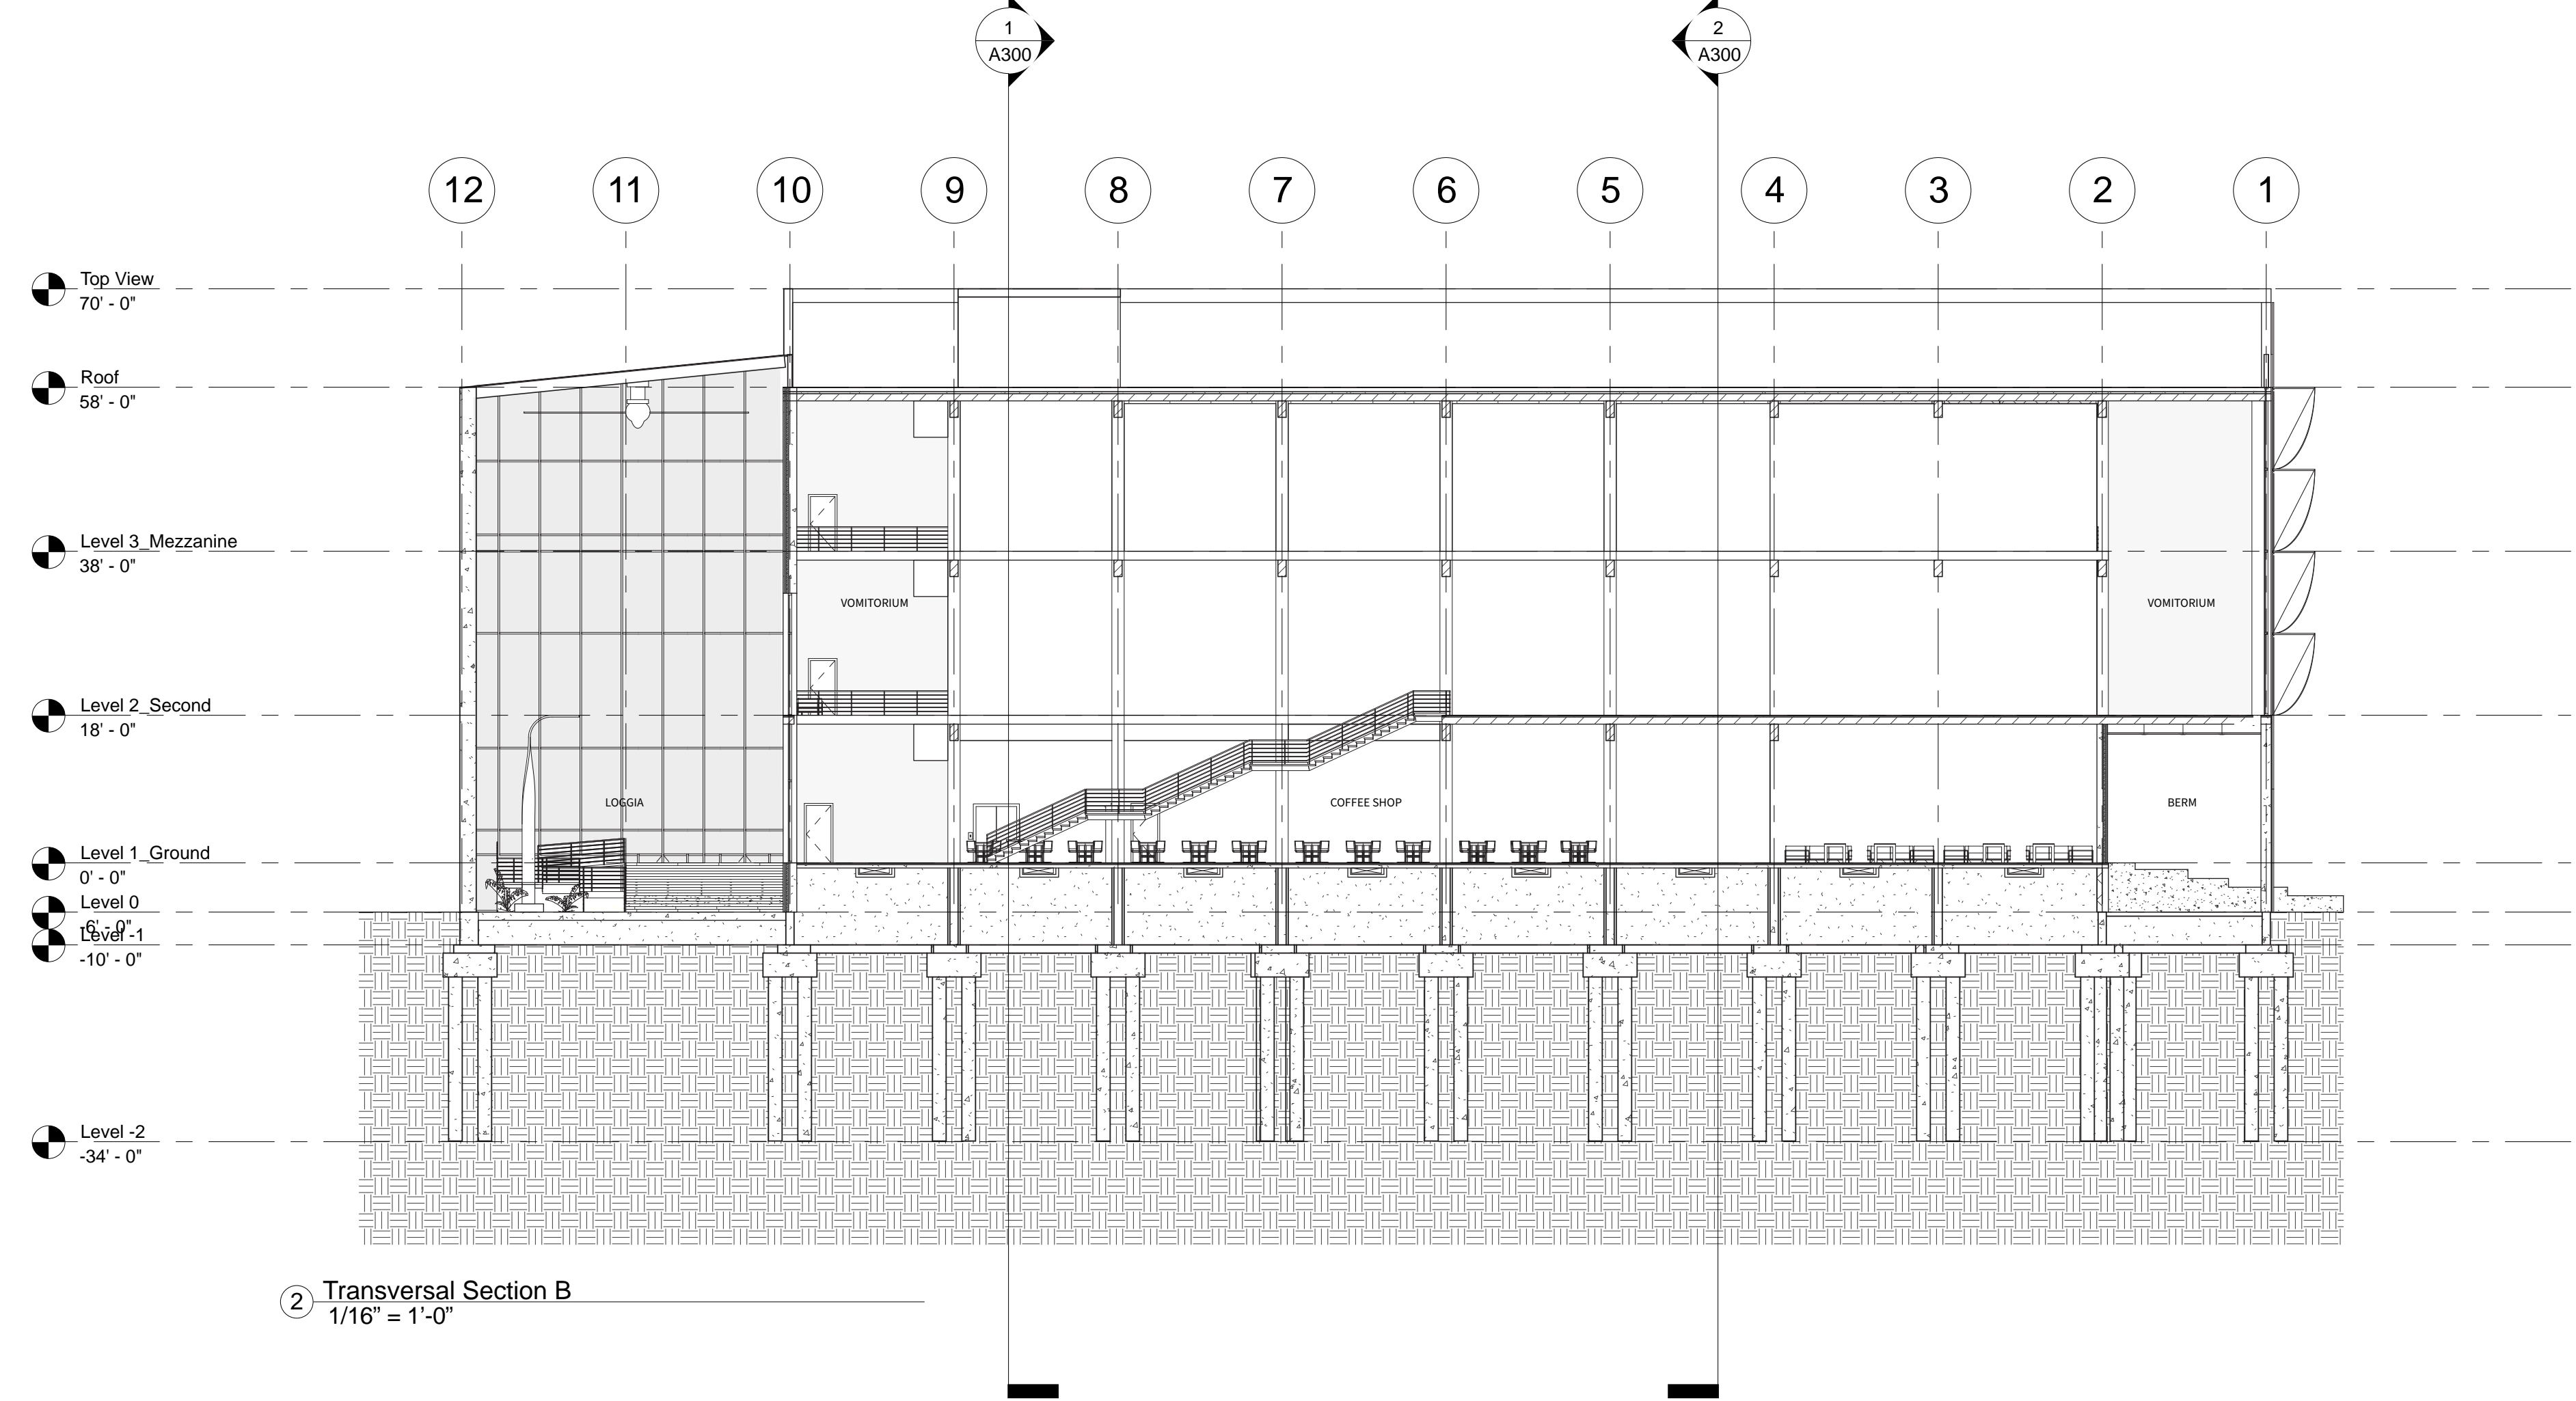 1
A300
2
A300
12 11 10 9 8 7 6 5 4 3 2 1
Top View
70' - 0"
Roof
58' - 0"
Level 3_Mezzanine
38' - 0"
VOMITORIUM VOMITORIUM
Level 2_Second
18' - 0"
LOGGIA COFFEE SHOP BERM
Level 1_Ground
0' - 0"
Level 0
-6' - 0"
Level -1
-10' - 0"
Level -2
-34' - 0"
2 Transversal Section B
1/16” = 1’-0”